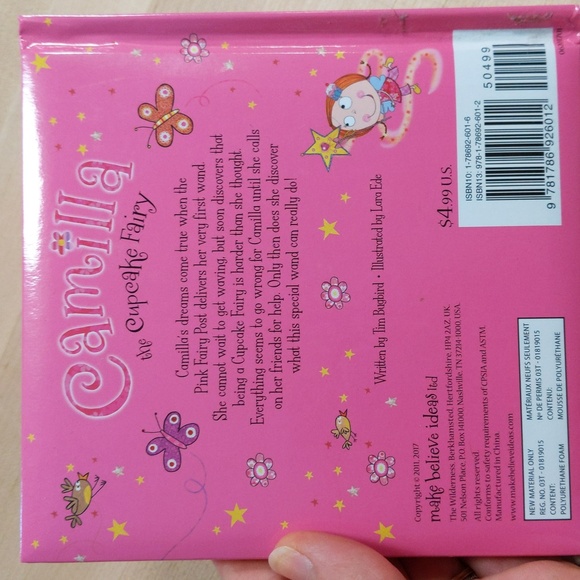 Camilla
the Cupcake Fairy
Camilla's dreams come true when the
Pink Fairy Post delivers her very first wand.
She cannot wait to get waving, but soon discovers that
being a Cupcake Fairy is harder than she thought.
Everything seems to go wrong for Camilla until she calls
on her friends for help. Only then does she discover
what this special wand can really do!
Written by Tim Bugbird • Illustrated by Lara Ede
Copyright © 2011, 2017
make believe ideas ltd
The Wilderness, Berkhamsted, Hertfordshire, HP4 2AZ, UK.
501 Nelson Place, P.O. Box 141000, Nashville, TN 37214-1000, USA.
All rights reserved.
Conforms to safety requirements of CPSIA and ASTM.
Manufactured in China.
www.makebelieveideas.com
NEW MATERIAL ONLY
REG. NO. 03T - 01819015
CONTENT:
POLYURETHANE FOAM
MATÉRIAUX NEUFS SEULEMENT
Nº DE PERMIS 03T - 01819015
CONTENU:
MOUSSE DE POLYURÉTHANE
$4.99 U.S.
ISBN10: 1-78692-601-6
ISBN13: 978-1-78692-601-2
50499
9 781786 926012